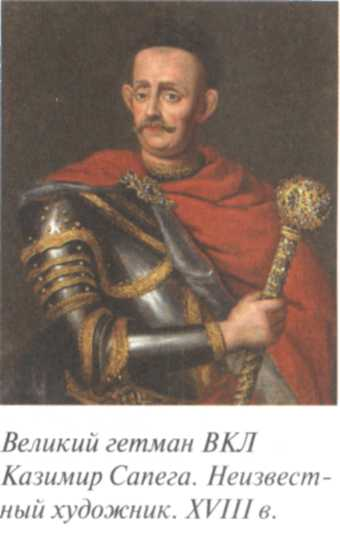 Великий гетман ВКЛ
Казимир Сапега. Неизвест-
ный художник. XVIII в.